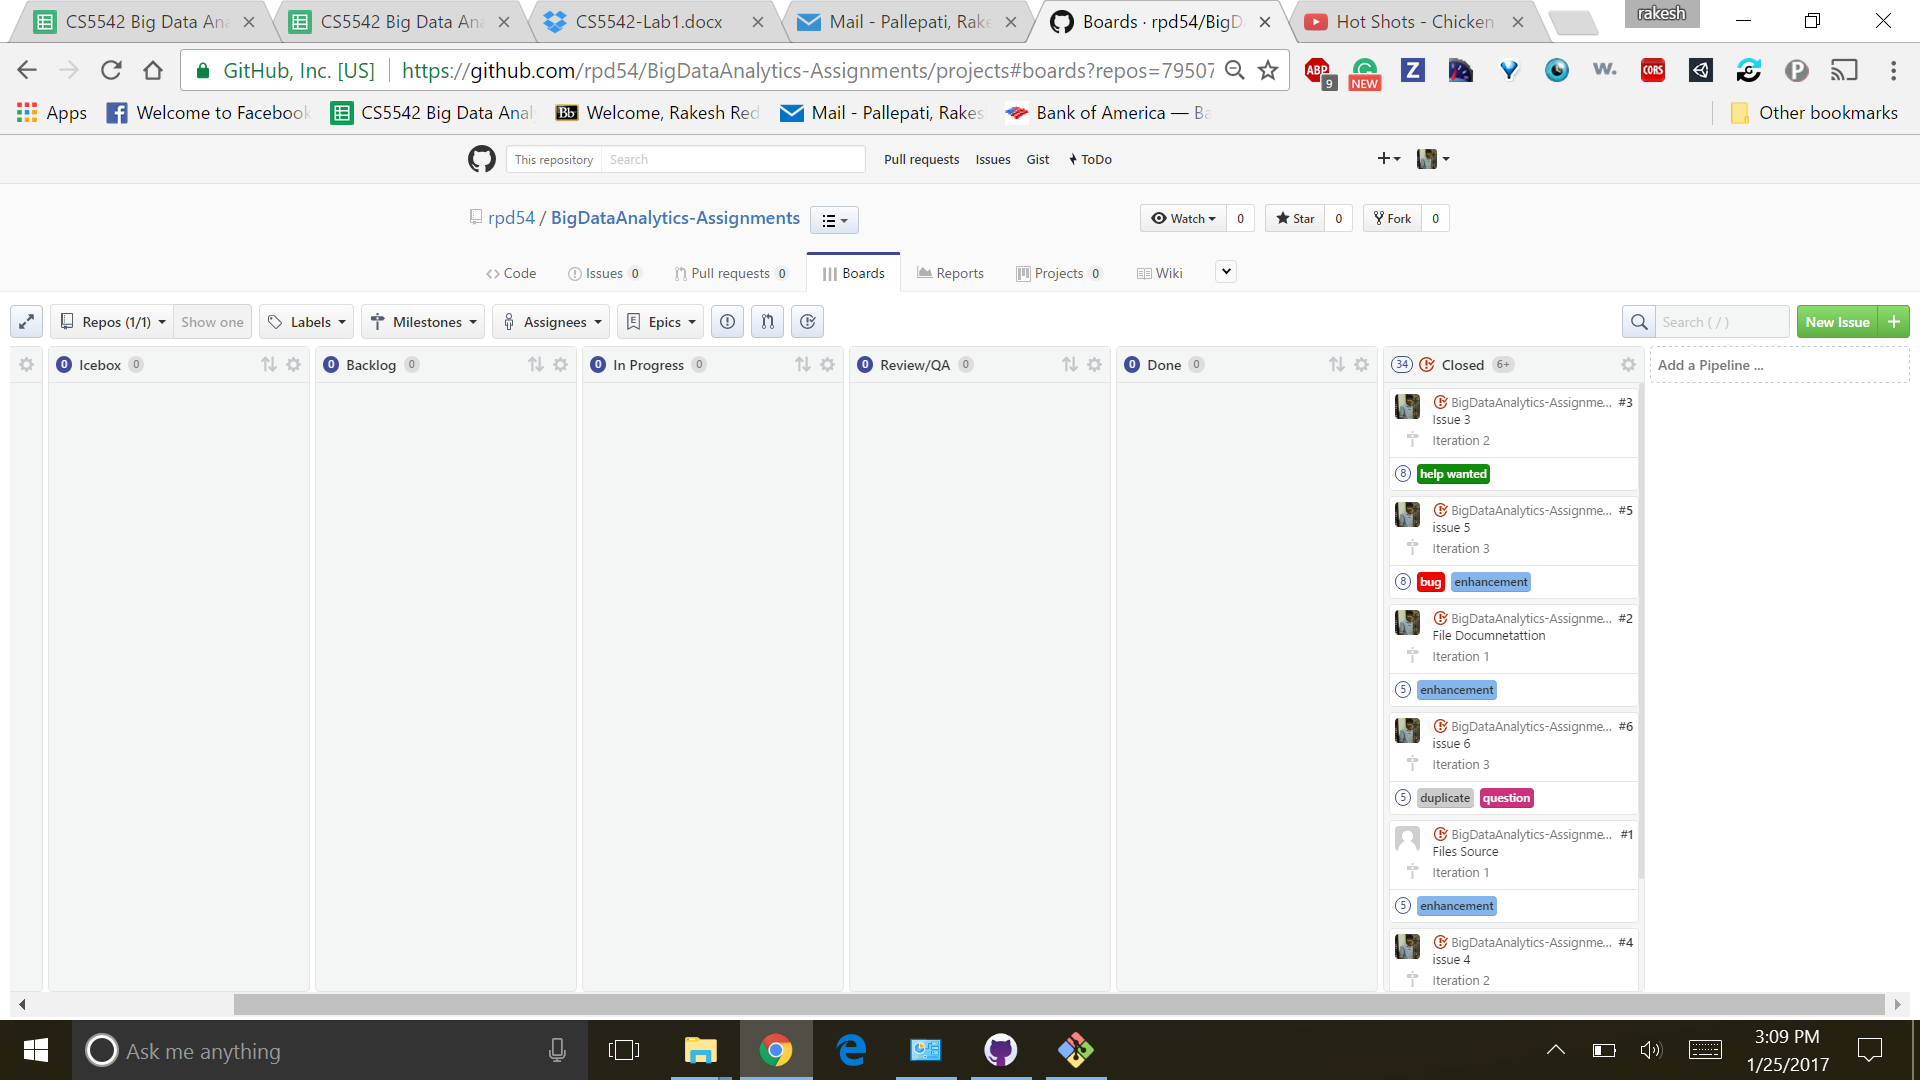 CS5542 Big Data Ana
CS5542 Big Data Ana
CS5542-Lab1.docx
Mail - Pallepati, Rake
Boards · rpd54/BigD
Hot Shots - Chicken
rakesh
GitHub, Inc. [US]
https://github.com/rpd54/BigDataAnalytics-Assignments/projects#boards?repos=79507
ABP
9
NEW
Z
w.
CORS
Apps
Welcome to Facebook
CS5542 Big Data Anal
Bb
Welcome, Rakesh Red
Mail - Pallepati, Rakes
Bank of America — Ba
Other bookmarks
This repository
Search
Pull requests
Issues
Gist
ToDo
rpd54 / BigDataAnalytics-Assignments
Watch
0
Star
0
Fork
0
Code
Issues 0
Pull requests 0
Boards
Reports
Projects 0
Wiki
Repos (1/1)
Show one
Labels
Milestones
Assignees
Epics
Search ( / )
New Issue
0 Icebox 0
0 Backlog 0
0 In Progress 0
0 Review/QA 0
0 Done 0
34 Closed 6+
Add a Pipeline ...
BigDataAnalytics-Assignme... #3
Issue 3
Iteration 2
8 help wanted
BigDataAnalytics-Assignme... #5
issue 5
Iteration 3
8 bug enhancement
BigDataAnalytics-Assignme... #2
File Documnetattion
Iteration 1
5 enhancement
BigDataAnalytics-Assignme... #6
issue 6
Iteration 3
5 duplicate question
BigDataAnalytics-Assignme... #1
Files Source
Iteration 1
5 enhancement
BigDataAnalytics-Assignme... #4
issue 4
Iteration 2
Ask me anything
3:09 PM
1/25/2017